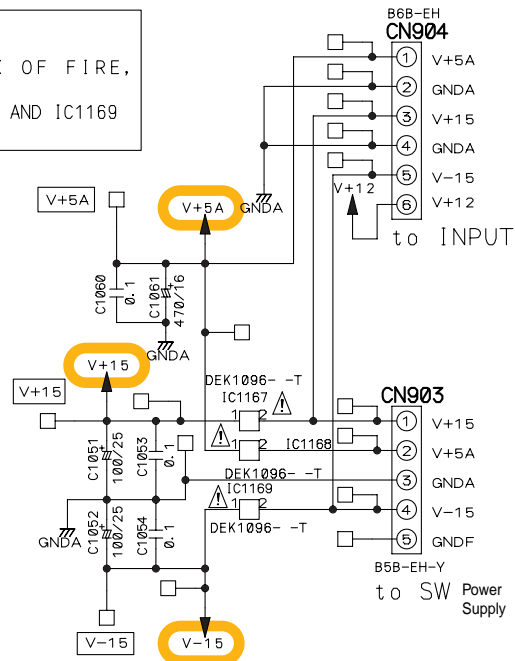 OF FIRE,
AND IC1169
B6B-EH
CN904
1 V+5A
2 GNDA
3 V+15
4 GNDA
5 V-15
6 V+12
V+12
to INPUT
V+5A
V+5A
GNDA
C1060
0.1
C1061
+
470/16
GNDA
V+15
V+15
DEK1096- -T
IC1167
1 2
1 2 IC1168
DEK1096- -T
IC1169
1 2
DEK1096- -T
C1051
+
100/25
C1053
0.1
GNDA
C1052
+
100/25
C1054
0.1
V-15
V-15
CN903
1 V+15
2 V+5A
3 GNDA
4 V-15
5 GNDF
B5B-EH-Y
to SW Power
Supply